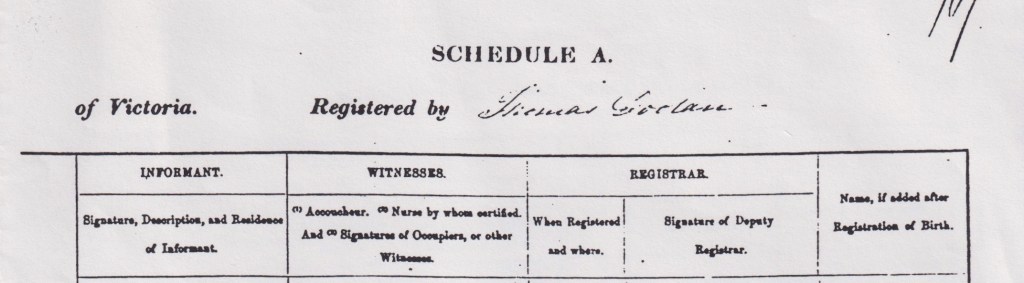 SCHEDULE A.
of Victoria. Registered by Thomas
INFORMANT.
Signature, Description, and Residence
of Informant.
WITNESSES.
(1) Accoucheur. (2) Nurse by whom certified.
And (3) Signatures of Occupiers, or other
Witnesses.
REGISTRAR.
When Registered
and where.
Signature of Deputy
Registrar.
Name, if added after
Registration of Birth.